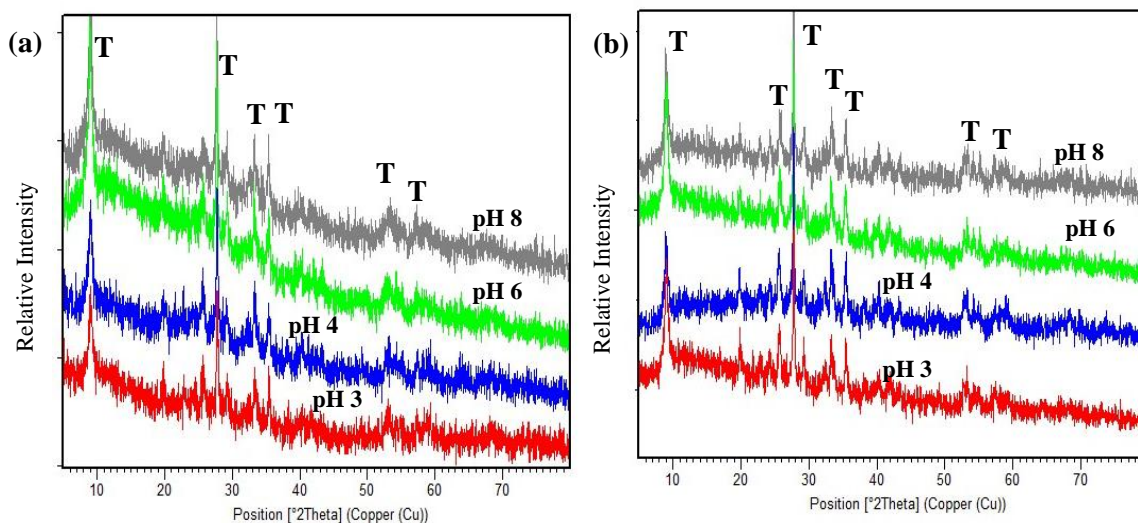 (a)
T
T
T
T
T
T
pH 8
pH 6
pH 4
pH 3
Relative Intensity
10
20
30
40
50
60
70
Position [°2Theta] (Copper (Cu))
(b)
T
T
T
T
T
T
T
pH 8
pH 6
pH 4
pH 3
Relative Intensity
10
20
30
40
50
60
70
Position [°2Theta] (Copper (Cu))